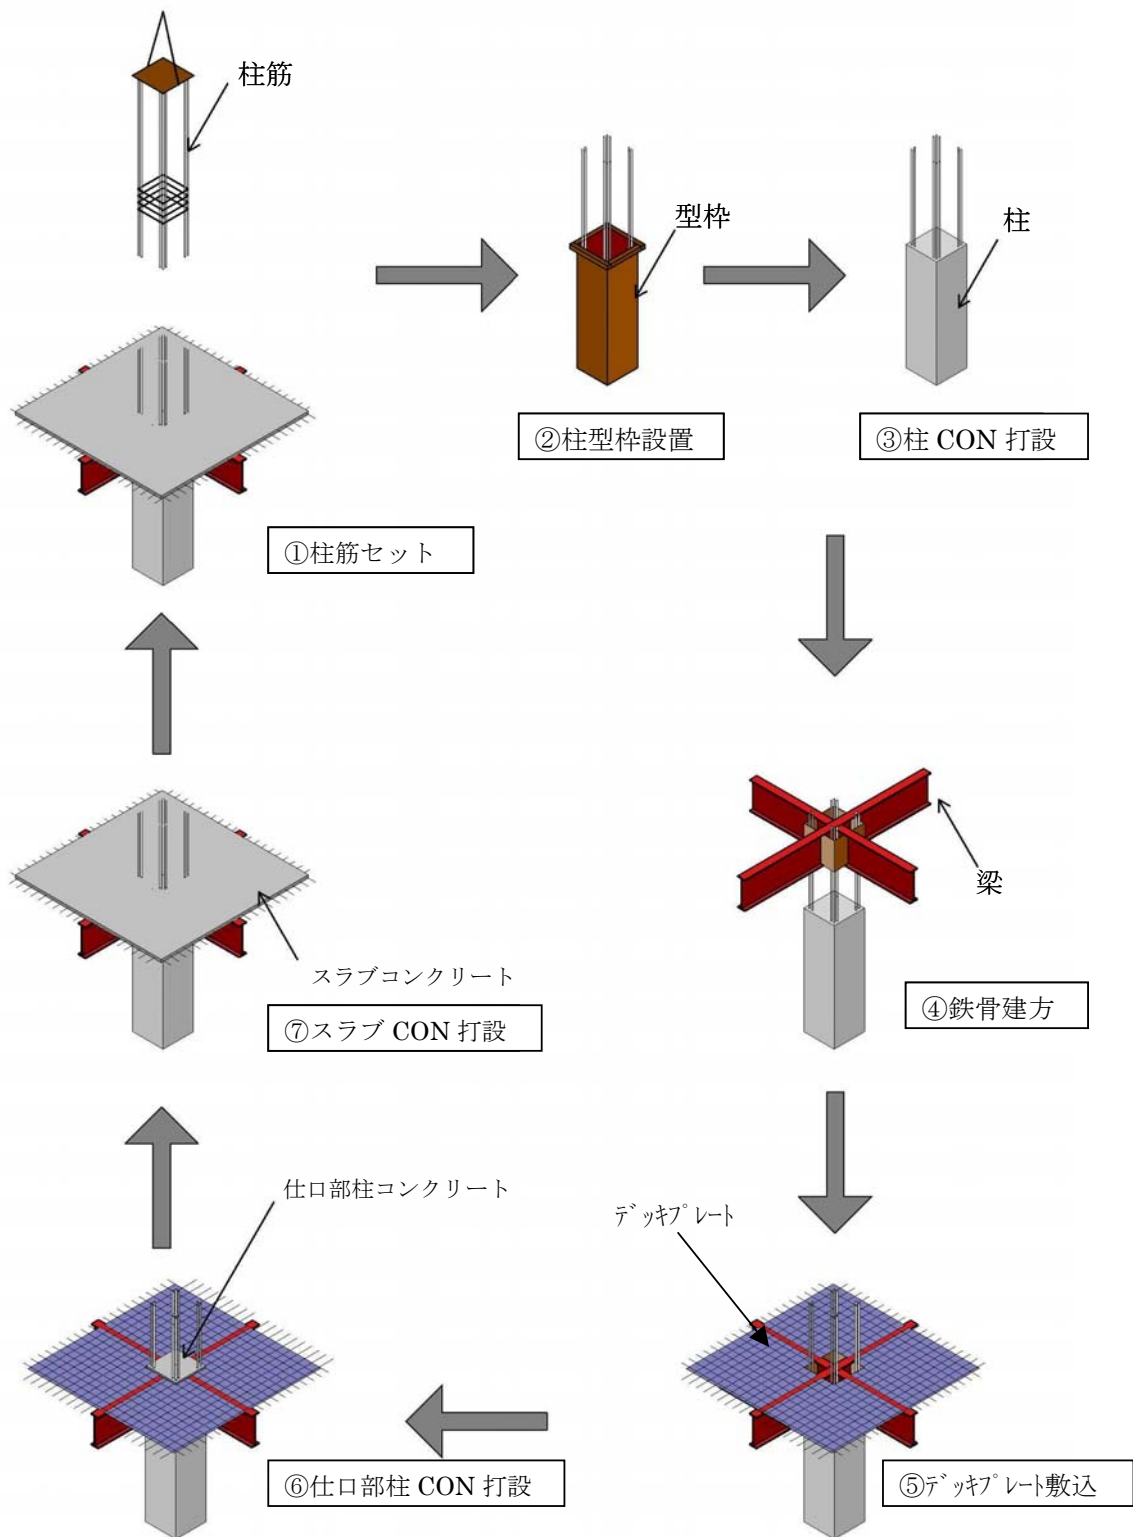 柱筋
型枠
柱
②柱型枠設置
③柱 CON 打設
①柱筋セット
梁
スラブコンクリート
④鉄骨建方
⑦スラブ CON 打設
仕口部柱コンクリート
ﾃﾞｯｷﾌﾟﾚｰﾄ
⑥仕口部柱 CON 打設
⑤ﾃﾞｯｷﾌﾟﾚｰﾄ敷込